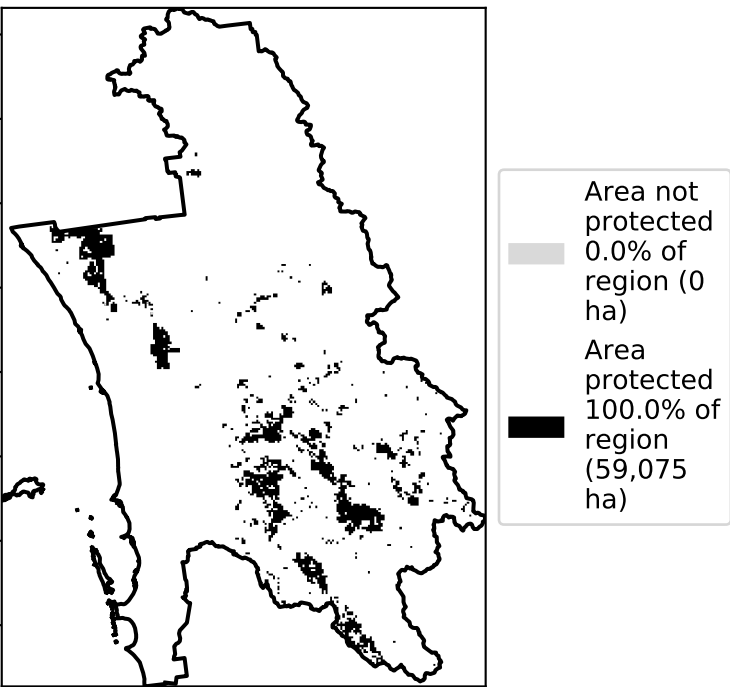 Area not
protected
0.0% of
region (0
ha)
Area
protected
100.0% of
region
(59,075
ha)